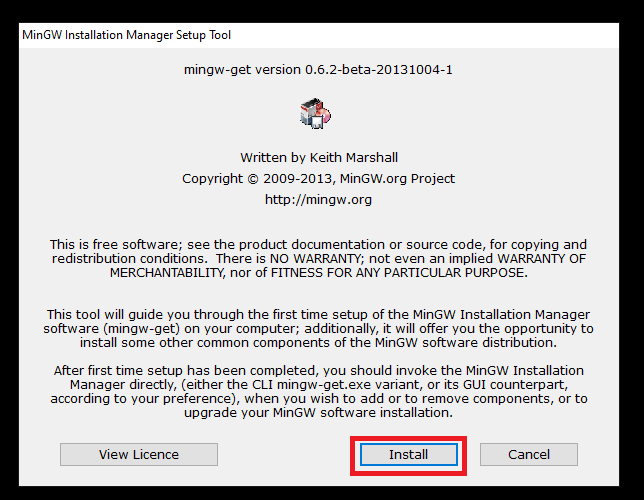 MinGW Installation Manager Setup Tool
mingw-get version 0.6.2-beta-20131004-1
Written by Keith Marshall
Copyright © 2009-2013, MinGW.org Project
http://mingw.org
This is free software; see the product documentation or source code, for copying and
redistribution conditions.  There is NO WARRANTY; not even an implied WARRANTY OF
MERCHANTABILITY, nor of FITNESS FOR ANY PARTICULAR PURPOSE.
This tool will guide you through the first time setup of the MinGW Installation Manager
software (mingw-get) on your computer; additionally, it will offer you the opportunity to
install some other common components of the MinGW software distribution.
After first time setup has been completed, you should invoke the MinGW Installation
Manager directly, (either the CLI mingw-get.exe variant, or its GUI counterpart,
according to your preference), when you wish to add or to remove components, or to
upgrade your MinGW software installation.
View Licence Install Cancel